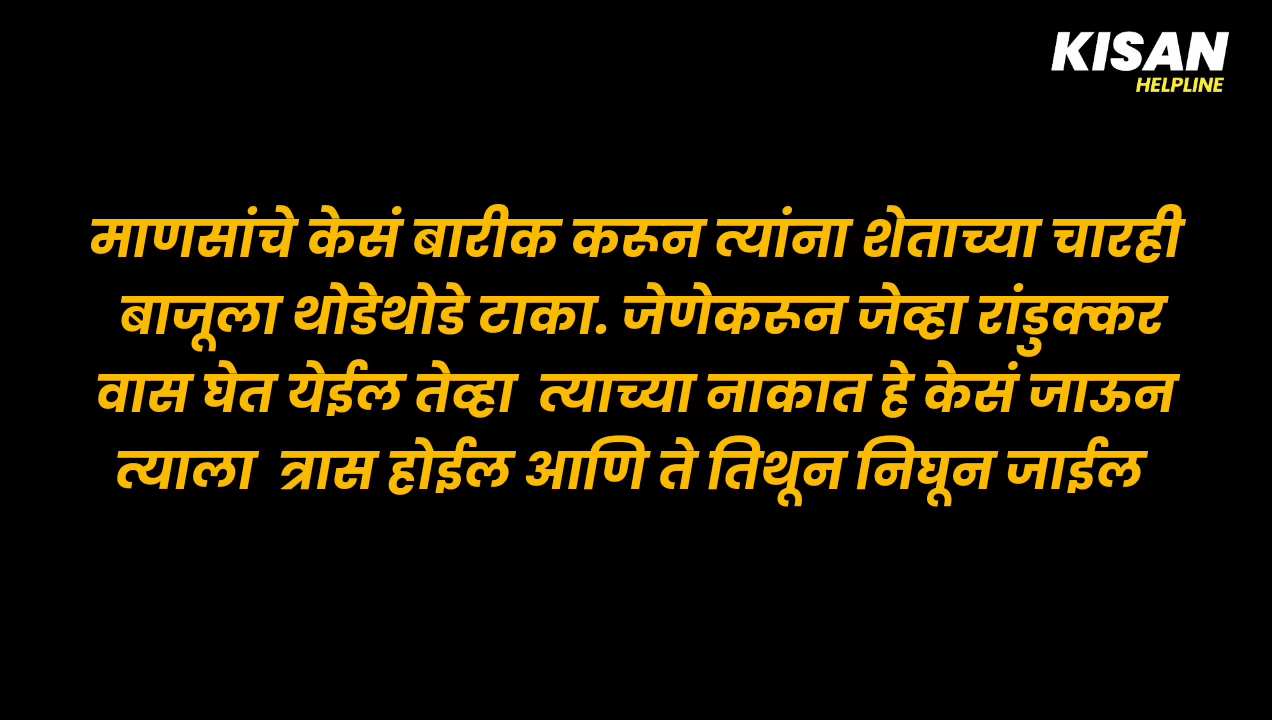 KISAN
HELPLINE
माणसांचे केसं बारीक करून त्यांना शेताच्या चारही
बाजूला थोडेथोडे टाका. जेणेकरून जेव्हा रांडुक्कर
वास घेत येईल तेव्हा त्याच्या नाकात हे केसं जाऊन
त्याला त्रास होईल आणि ते तिथून निघून जाईल